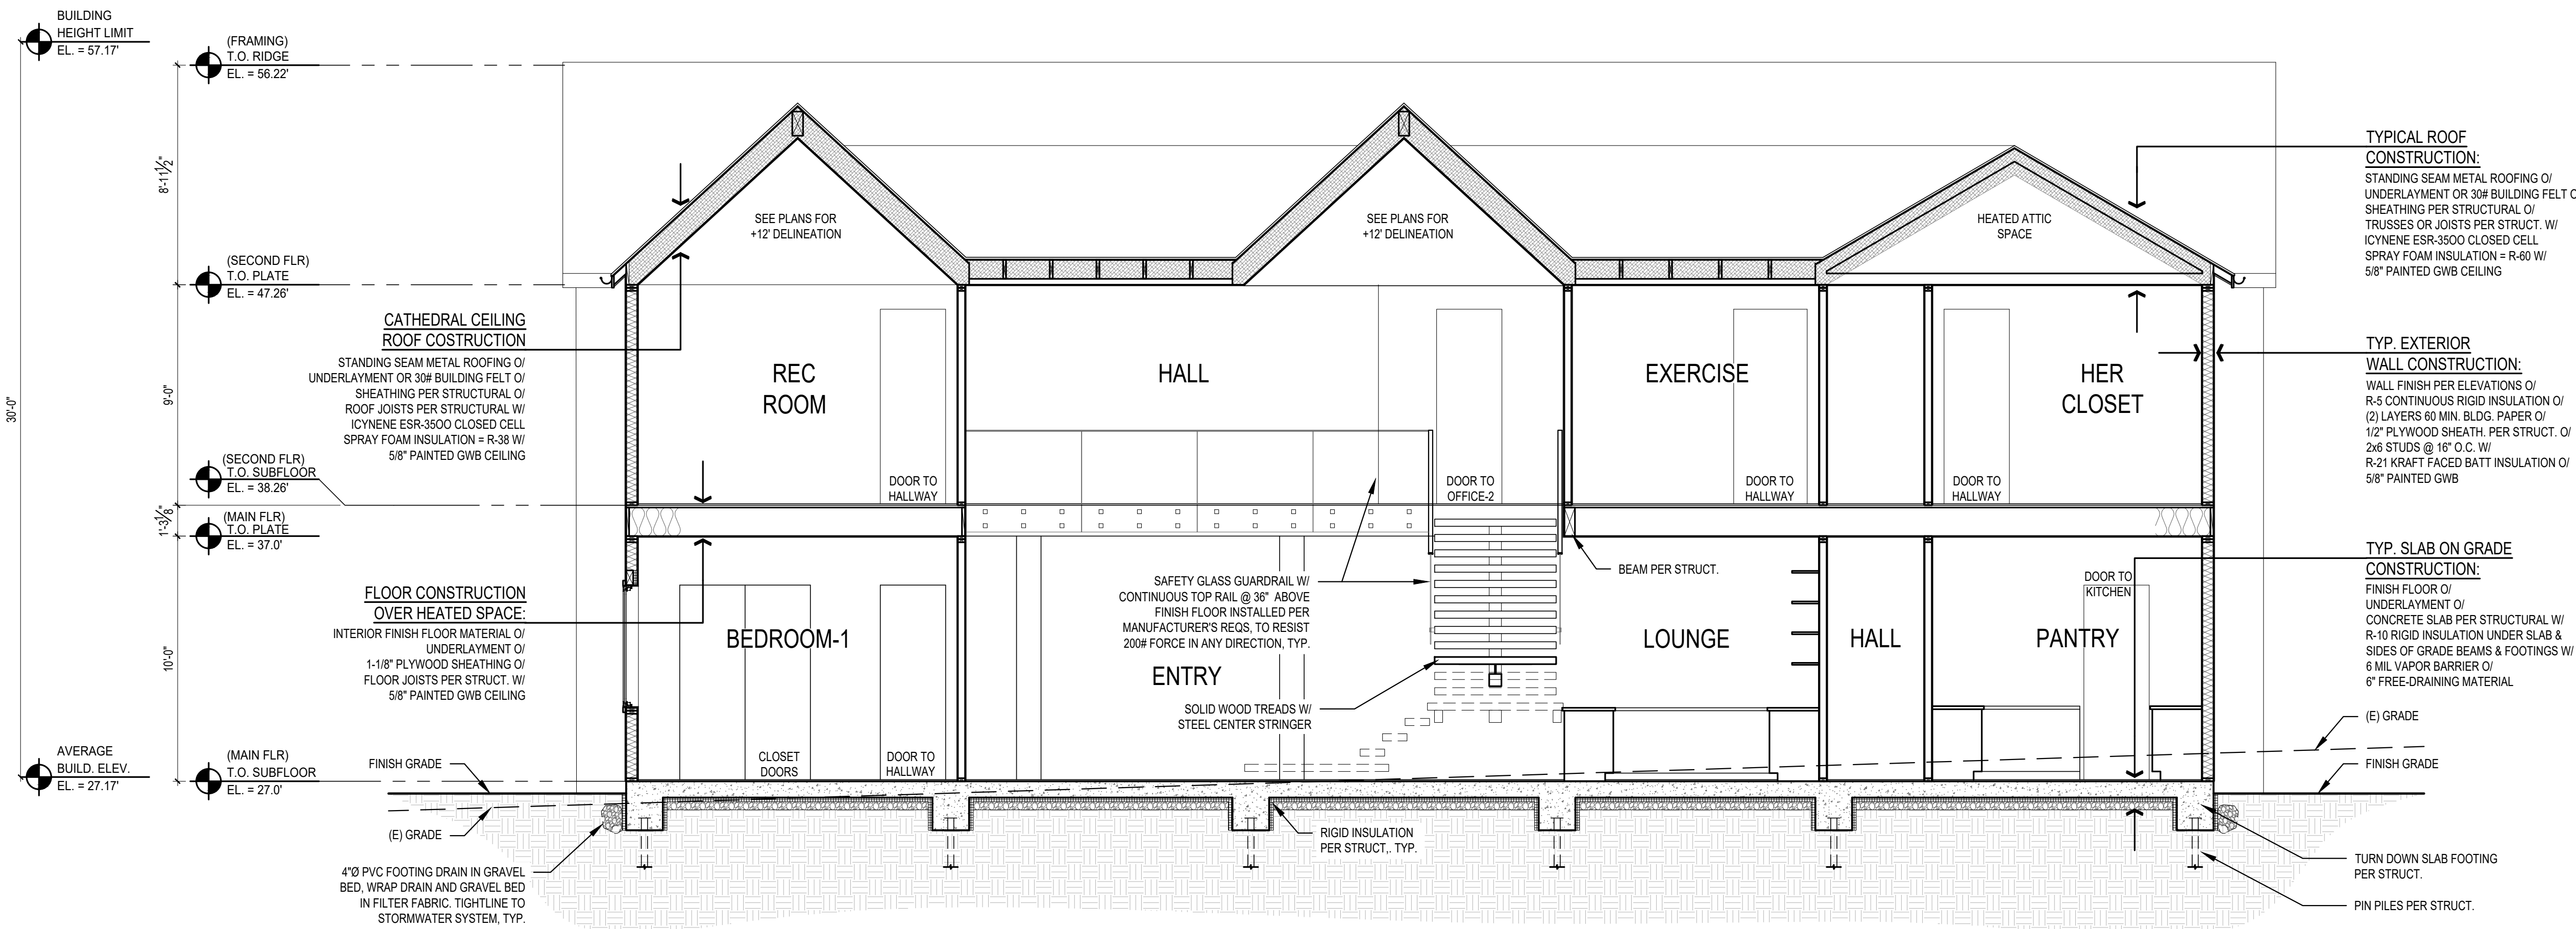 BUILDING
HEIGHT LIMIT
EL. = 57.17'
(FRAMING)
T.O. RIDGE
EL. = 56.22'
8'-11 1/2"
(SECOND FLR)
T.O. PLATE
EL. = 47.26'
9'-0"
30'-0"
(SECOND FLR)
T.O. SUBFLOOR
EL. = 38.26'
1'-3 1/8"
(MAIN FLR)
T.O. PLATE
EL. = 37.0'
10'-0"
AVERAGE
BUILD. ELEV.
EL. = 27.17'
(MAIN FLR)
T.O. SUBFLOOR
EL. = 27.0'
CATHEDRAL CEILING
ROOF COSTRUCTION
STANDING SEAM METAL ROOFING O/
UNDERLAYMENT OR 30# BUILDING FELT O/
SHEATHING PER STRUCTURAL O/
ROOF JOISTS PER STRUCTURAL W/
ICYNENE ESR-35OO CLOSED CELL
SPRAY FOAM INSULATION = R-38 W/
5/8" PAINTED GWB CEILING
FLOOR CONSTRUCTION
OVER HEATED SPACE:
INTERIOR FINISH FLOOR MATERIAL O/
UNDERLAYMENT O/
1-1/8" PLYWOOD SHEATHING O/
FLOOR JOISTS PER STRUCT. W/
5/8" PAINTED GWB CEILING
FINISH GRADE
(E) GRADE
4"Ø PVC FOOTING DRAIN IN GRAVEL
BED, WRAP DRAIN AND GRAVEL BED
IN FILTER FABRIC. TIGHTLINE TO
STORMWATER SYSTEM, TYP.
SEE PLANS FOR
+12' DELINEATION
SEE PLANS FOR
+12' DELINEATION
HEATED ATTIC
SPACE
REC
ROOM
HALL
EXERCISE
HER
CLOSET
DOOR TO
HALLWAY
DOOR TO
OFFICE-2
DOOR TO
HALLWAY
DOOR TO
HALLWAY
SAFETY GLASS GUARDRAIL W/
CONTINUOUS TOP RAIL @ 36" ABOVE
FINISH FLOOR INSTALLED PER
MANUFACTURER'S REQS, TO RESIST
200# FORCE IN ANY DIRECTION, TYP.
BEAM PER STRUCT.
DOOR TO
KITCHEN
BEDROOM-1
ENTRY
LOUNGE
HALL
PANTRY
SOLID WOOD TREADS W/
STEEL CENTER STRINGER
CLOSET
DOORS
DOOR TO
HALLWAY
RIGID INSULATION
PER STRUCT,. TYP.
TYPICAL ROOF
CONSTRUCTION:
STANDING SEAM METAL ROOFING O/
UNDERLAYMENT OR 30# BUILDING FELT O
SHEATHING PER STRUCTURAL O/
TRUSSES OR JOISTS PER STRUCT. W/
ICYNENE ESR-35OO CLOSED CELL
SPRAY FOAM INSULATION = R-60 W/
5/8" PAINTED GWB CEILING
TYP. EXTERIOR
WALL CONSTRUCTION:
WALL FINISH PER ELEVATIONS O/
R-5 CONTINUOUS RIGID INSULATION O/
(2) LAYERS 60 MIN. BLDG. PAPER O/
1/2" PLYWOOD SHEATH. PER STRUCT. O/
2x6 STUDS @ 16" O.C. W/
R-21 KRAFT FACED BATT INSULATION O/
5/8" PAINTED GWB
TYP. SLAB ON GRADE
CONSTRUCTION:
FINISH FLOOR O/
UNDERLAYMENT O/
CONCRETE SLAB PER STRUCTURAL W/
R-10 RIGID INSULATION UNDER SLAB &
SIDES OF GRADE BEAMS & FOOTINGS W/
6 MIL VAPOR BARRIER O/
6" FREE-DRAINING MATERIAL
(E) GRADE
FINISH GRADE
TURN DOWN SLAB FOOTING
PER STRUCT.
PIN PILES PER STRUCT.